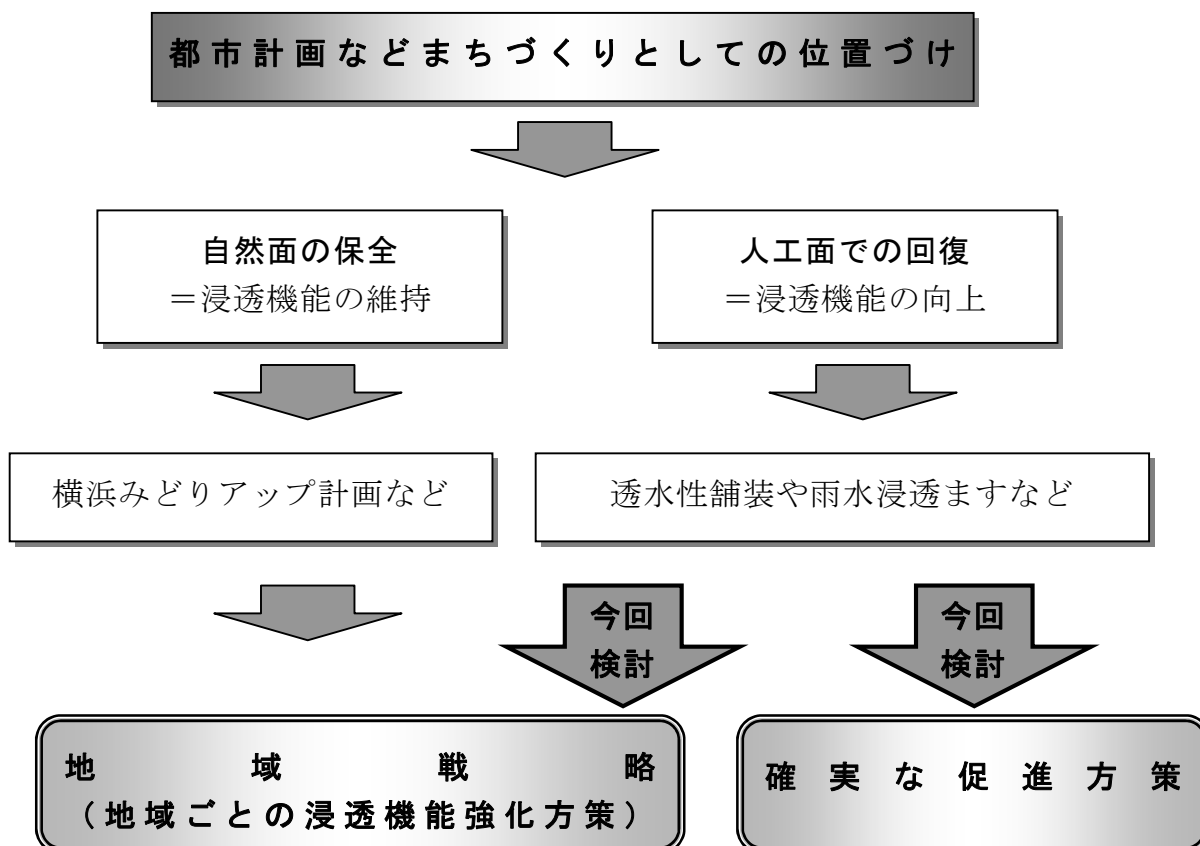 都市計画などまちづくりとしての位置づけ
自然面の保全
＝浸透機能の維持
人工面での回復
＝浸透機能の向上
横浜みどりアップ計画など
透水性舗装や雨水浸透ますなど
今回
検討
今回
検討
地域戦略
（地域ごとの浸透機能強化方策）
確実な促進方策